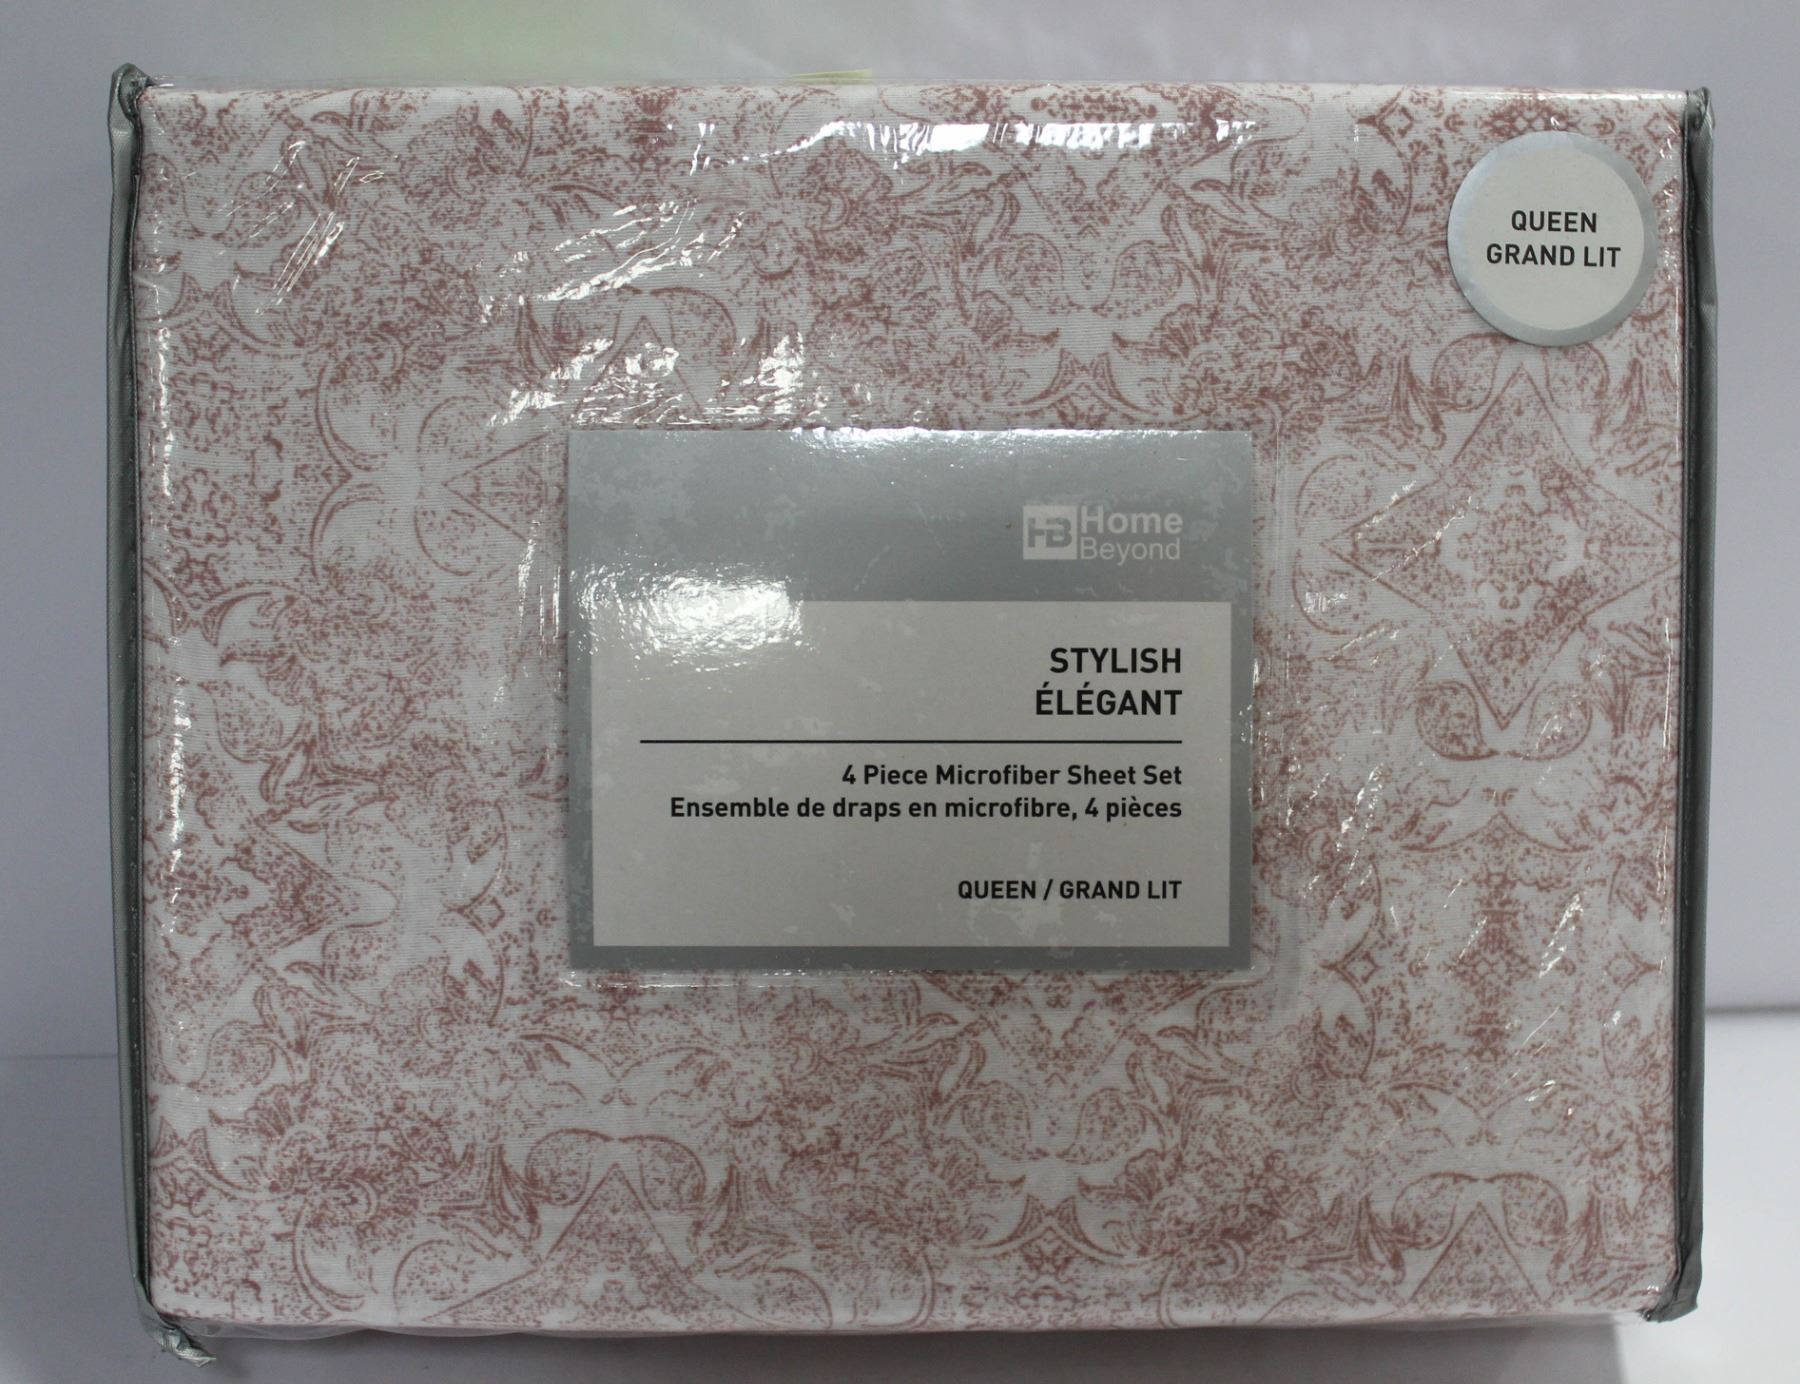 QUEEN
GRAND LIT
HB Home
Beyond
STYLISH
ÉLÉGANT
4 Piece Microfiber Sheet Set
Ensemble de draps en microfibre, 4 pièces
QUEEN / GRAND LIT